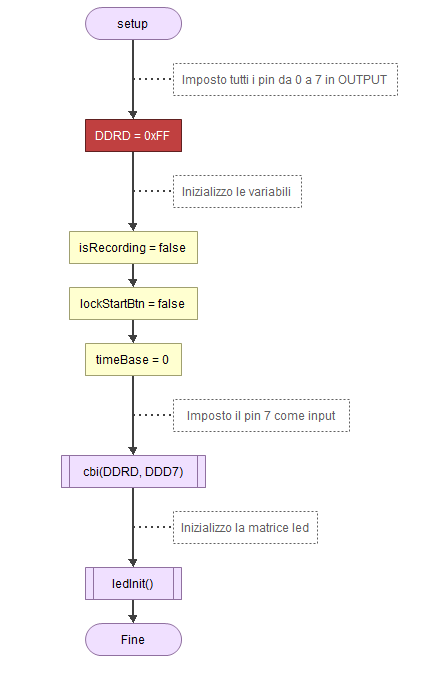 setup
Imposto tutti i pin da 0 a 7 in OUTPUT
DDRD = 0xFF
Inizializzo le variabili
isRecording = false
lockStartBtn = false
timeBase = 0
Imposto il pin 7 come input
cbi(DDRD, DDD7)
Inizializzo la matrice led
ledInit()
Fine